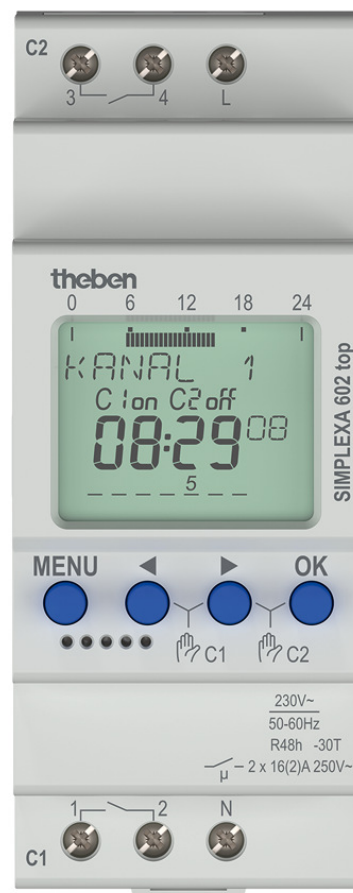 C2
3 4 L
theben
0 6 12 18 24
KANAL 1
C1on C2off
08:29 08
5
SIMPLEXA 602 top
MENU ◀ ▶ OK
C1 C2
230V~
50-60Hz
R48h -30T
µ – 2 x 16(2)A 250V~
1 2 N
C1